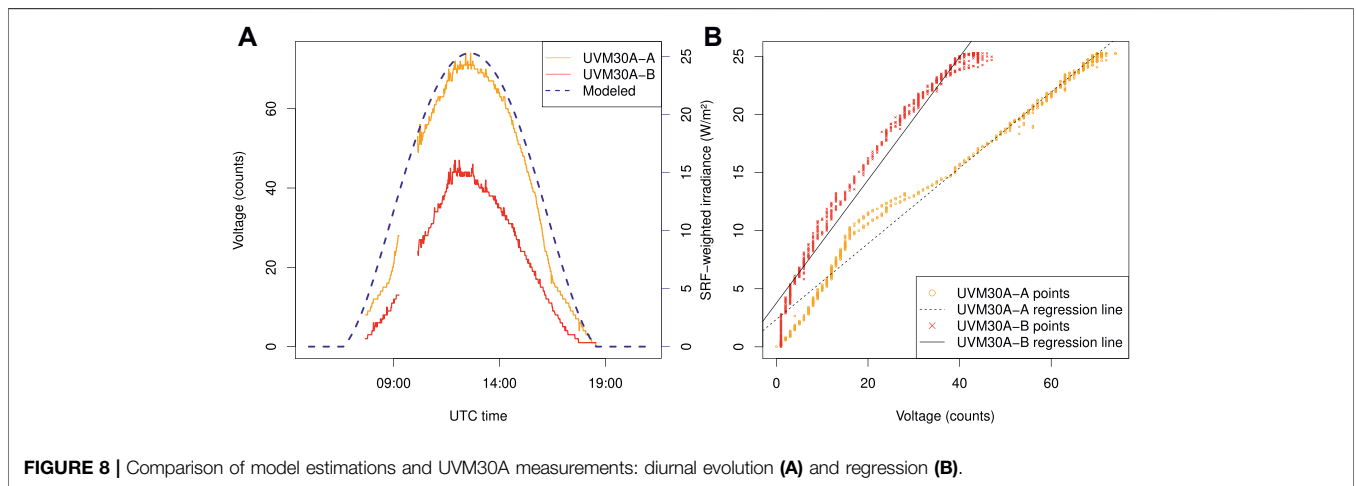 A
Voltage (counts)
60
40
20
0
UVM30A-A
UVM30A-B
Modeled
25
20
15
10
5
0
SRF-weighted irradiance (W/m²)
09:00 14:00 19:00
UTC time
B
25
20
15
10
5
0
UVM30A-A points
UVM30A-A regression line
UVM30A-B points
UVM30A-B regression line
0 20 40 60
Voltage (counts)
FIGURE 8 | Comparison of model estimations and UVM30A measurements: diurnal evolution (A) and regression (B).